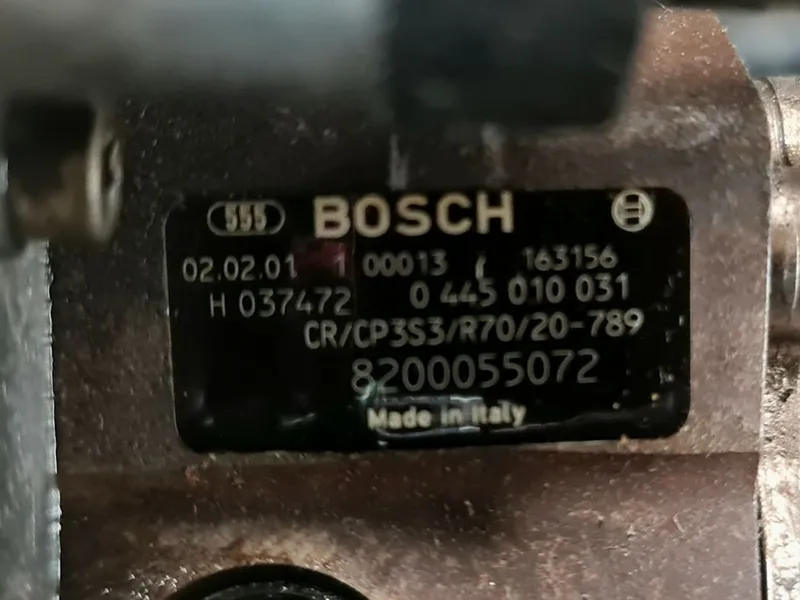 555 BOSCH
02.02.01 1 00013 163156
H 037472 0 445 010 031
CR/CP3S3/R70/20-789
8200055072
Made in Italy